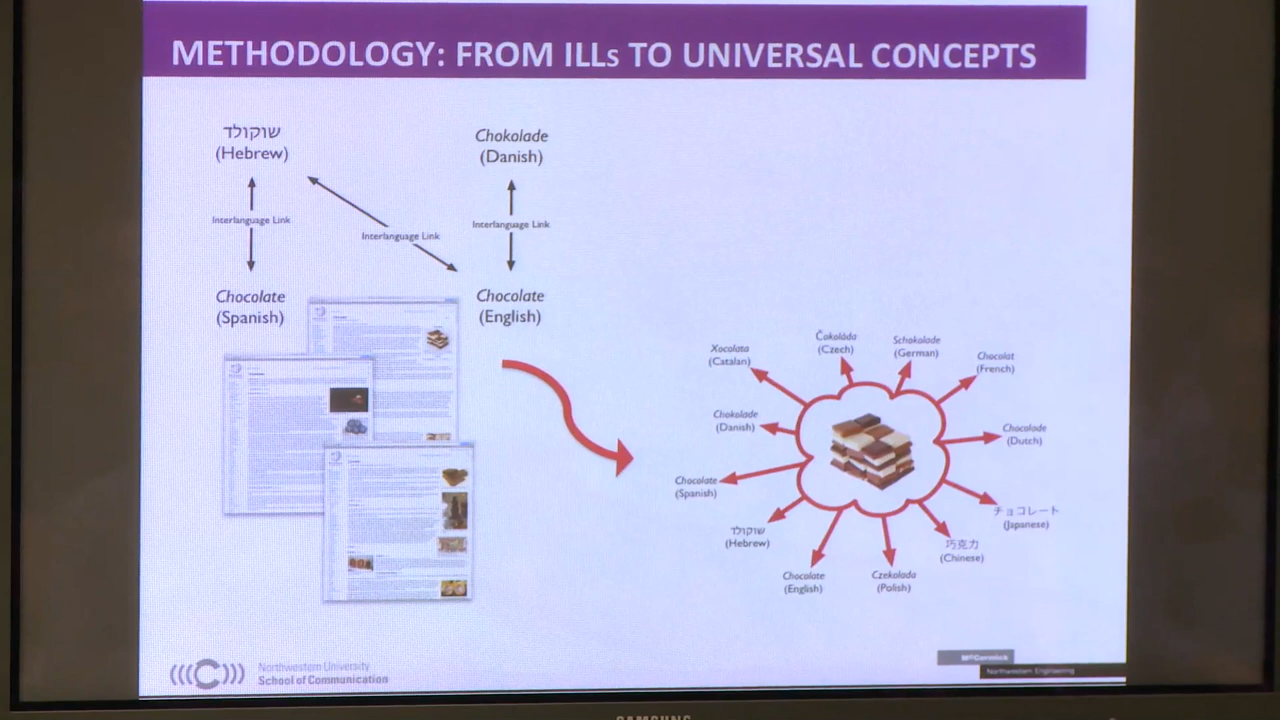 METHODOLOGY: FROM ILLs TO UNIVERSAL CONCEPTS
שוקולד
(Hebrew)
Chokolade
(Danish)
Interlanguage Link
Interlanguage Link
Interlanguage Link
Chocolate
(Spanish)
Chocolate
(English)
Xocolata
(Catalan)
Čokoláda
(Czech)
Schokolade
(German)
Chocolat
(French)
Chokolade
(Danish)
Chocolade
(Dutch)
Chocolate
(Spanish)
チョコレート
(Japanese)
שוקולד
(Hebrew)
巧克力
(Chinese)
Chocolate
(English)
Czekolada
(Polish)
Northwestern University
School of Communication
McCormick
Northwestern Engineering
SAMSUNG